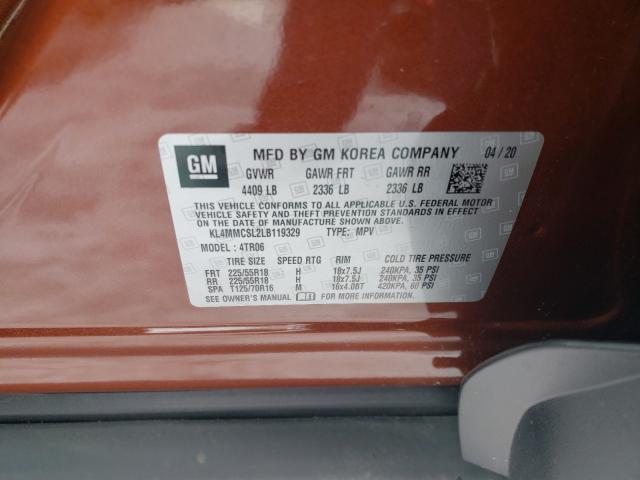 GM
MFD BY GM KOREA COMPANY 04/20
GVWR GAWR FRT GAWR RR
4409 LB 2336 LB 2336 LB
THIS VEHICLE CONFORMS TO ALL APPLICABLE U.S. FEDERAL MOTOR
VEHICLE SAFETY AND THEFT PREVENTION STANDARDS IN EFFECT ON
THE DATE OF MANUFACTURE SHOWN ABOVE.
KL4MMCSL2LB119329 TYPE: MPV
MODEL: 4TR06
TIRE SIZE SPEED RTG RIM COLD TIRE PRESSURE
FRT 225/55R18 H 18x7.5J 240KPA, 35 PSI
RR 225/55R18 H 18x7.5J 240KPA, 35 PSI
SPA T125/70R16 M 16x4.0BT 420KPA, 60 PSI
SEE OWNER'S MANUAL FOR MORE INFORMATION.